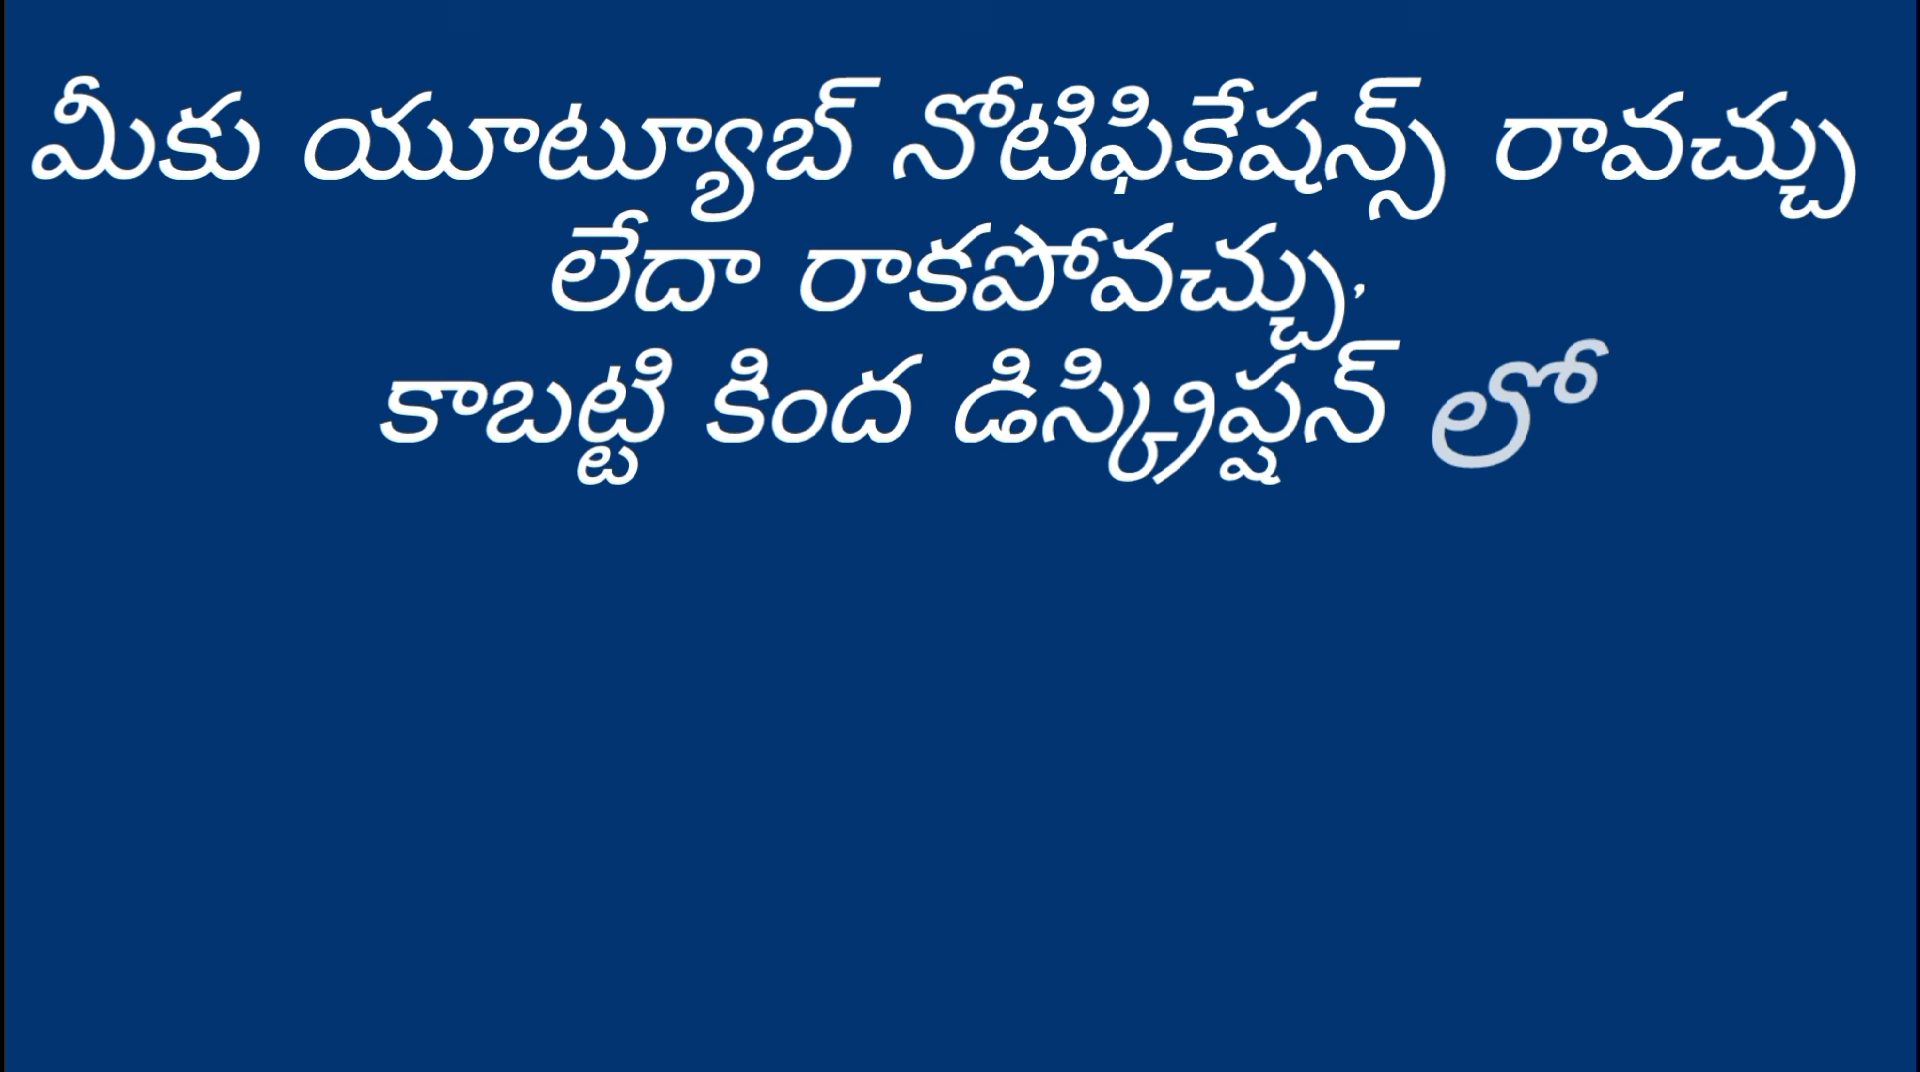 మీకు యూట్యూబ్ నోటిఫికేషన్స్ రావచ్చు
లేదా రాకపోవచ్చు,
కాబట్టి కింద డిస్క్రిప్షన్ లో